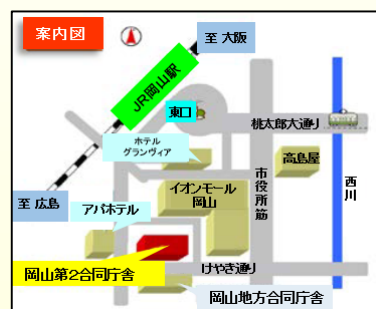 案内図
至 大阪
JR岡山駅
東口
桃太郎大通り
ホテル
グランヴィア
高島屋
市役所筋
西川
イオンモール
岡山
至 広島
アパホテル
けやき通り
岡山第2合同庁舎
岡山地方合同庁舎